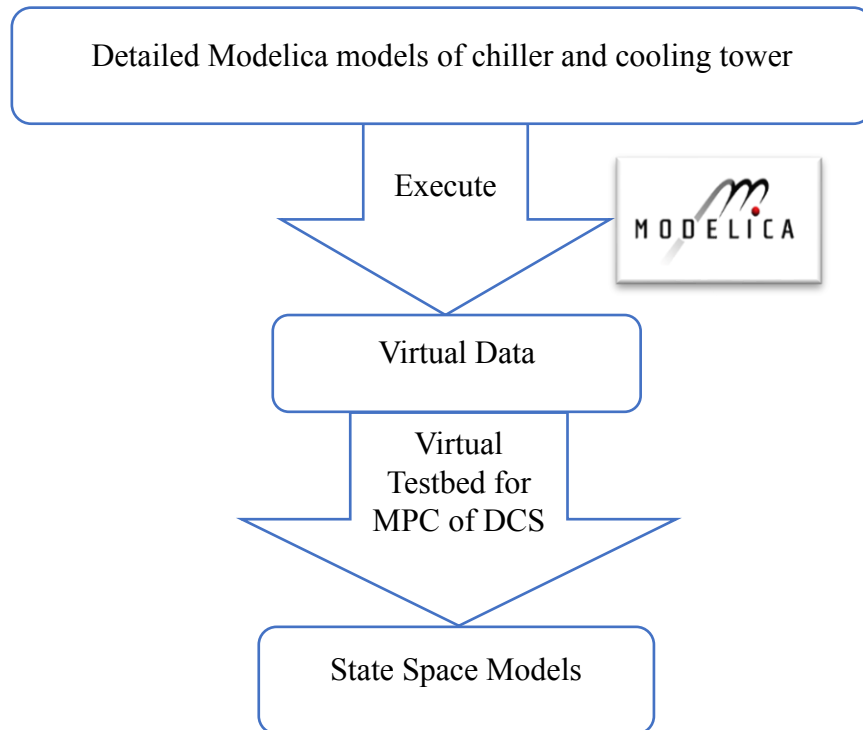 Detailed Modelica models of chiller and cooling tower
Execute
MODELICA
Virtual Data
Virtual
Testbed for
MPC of DCS
State Space Models